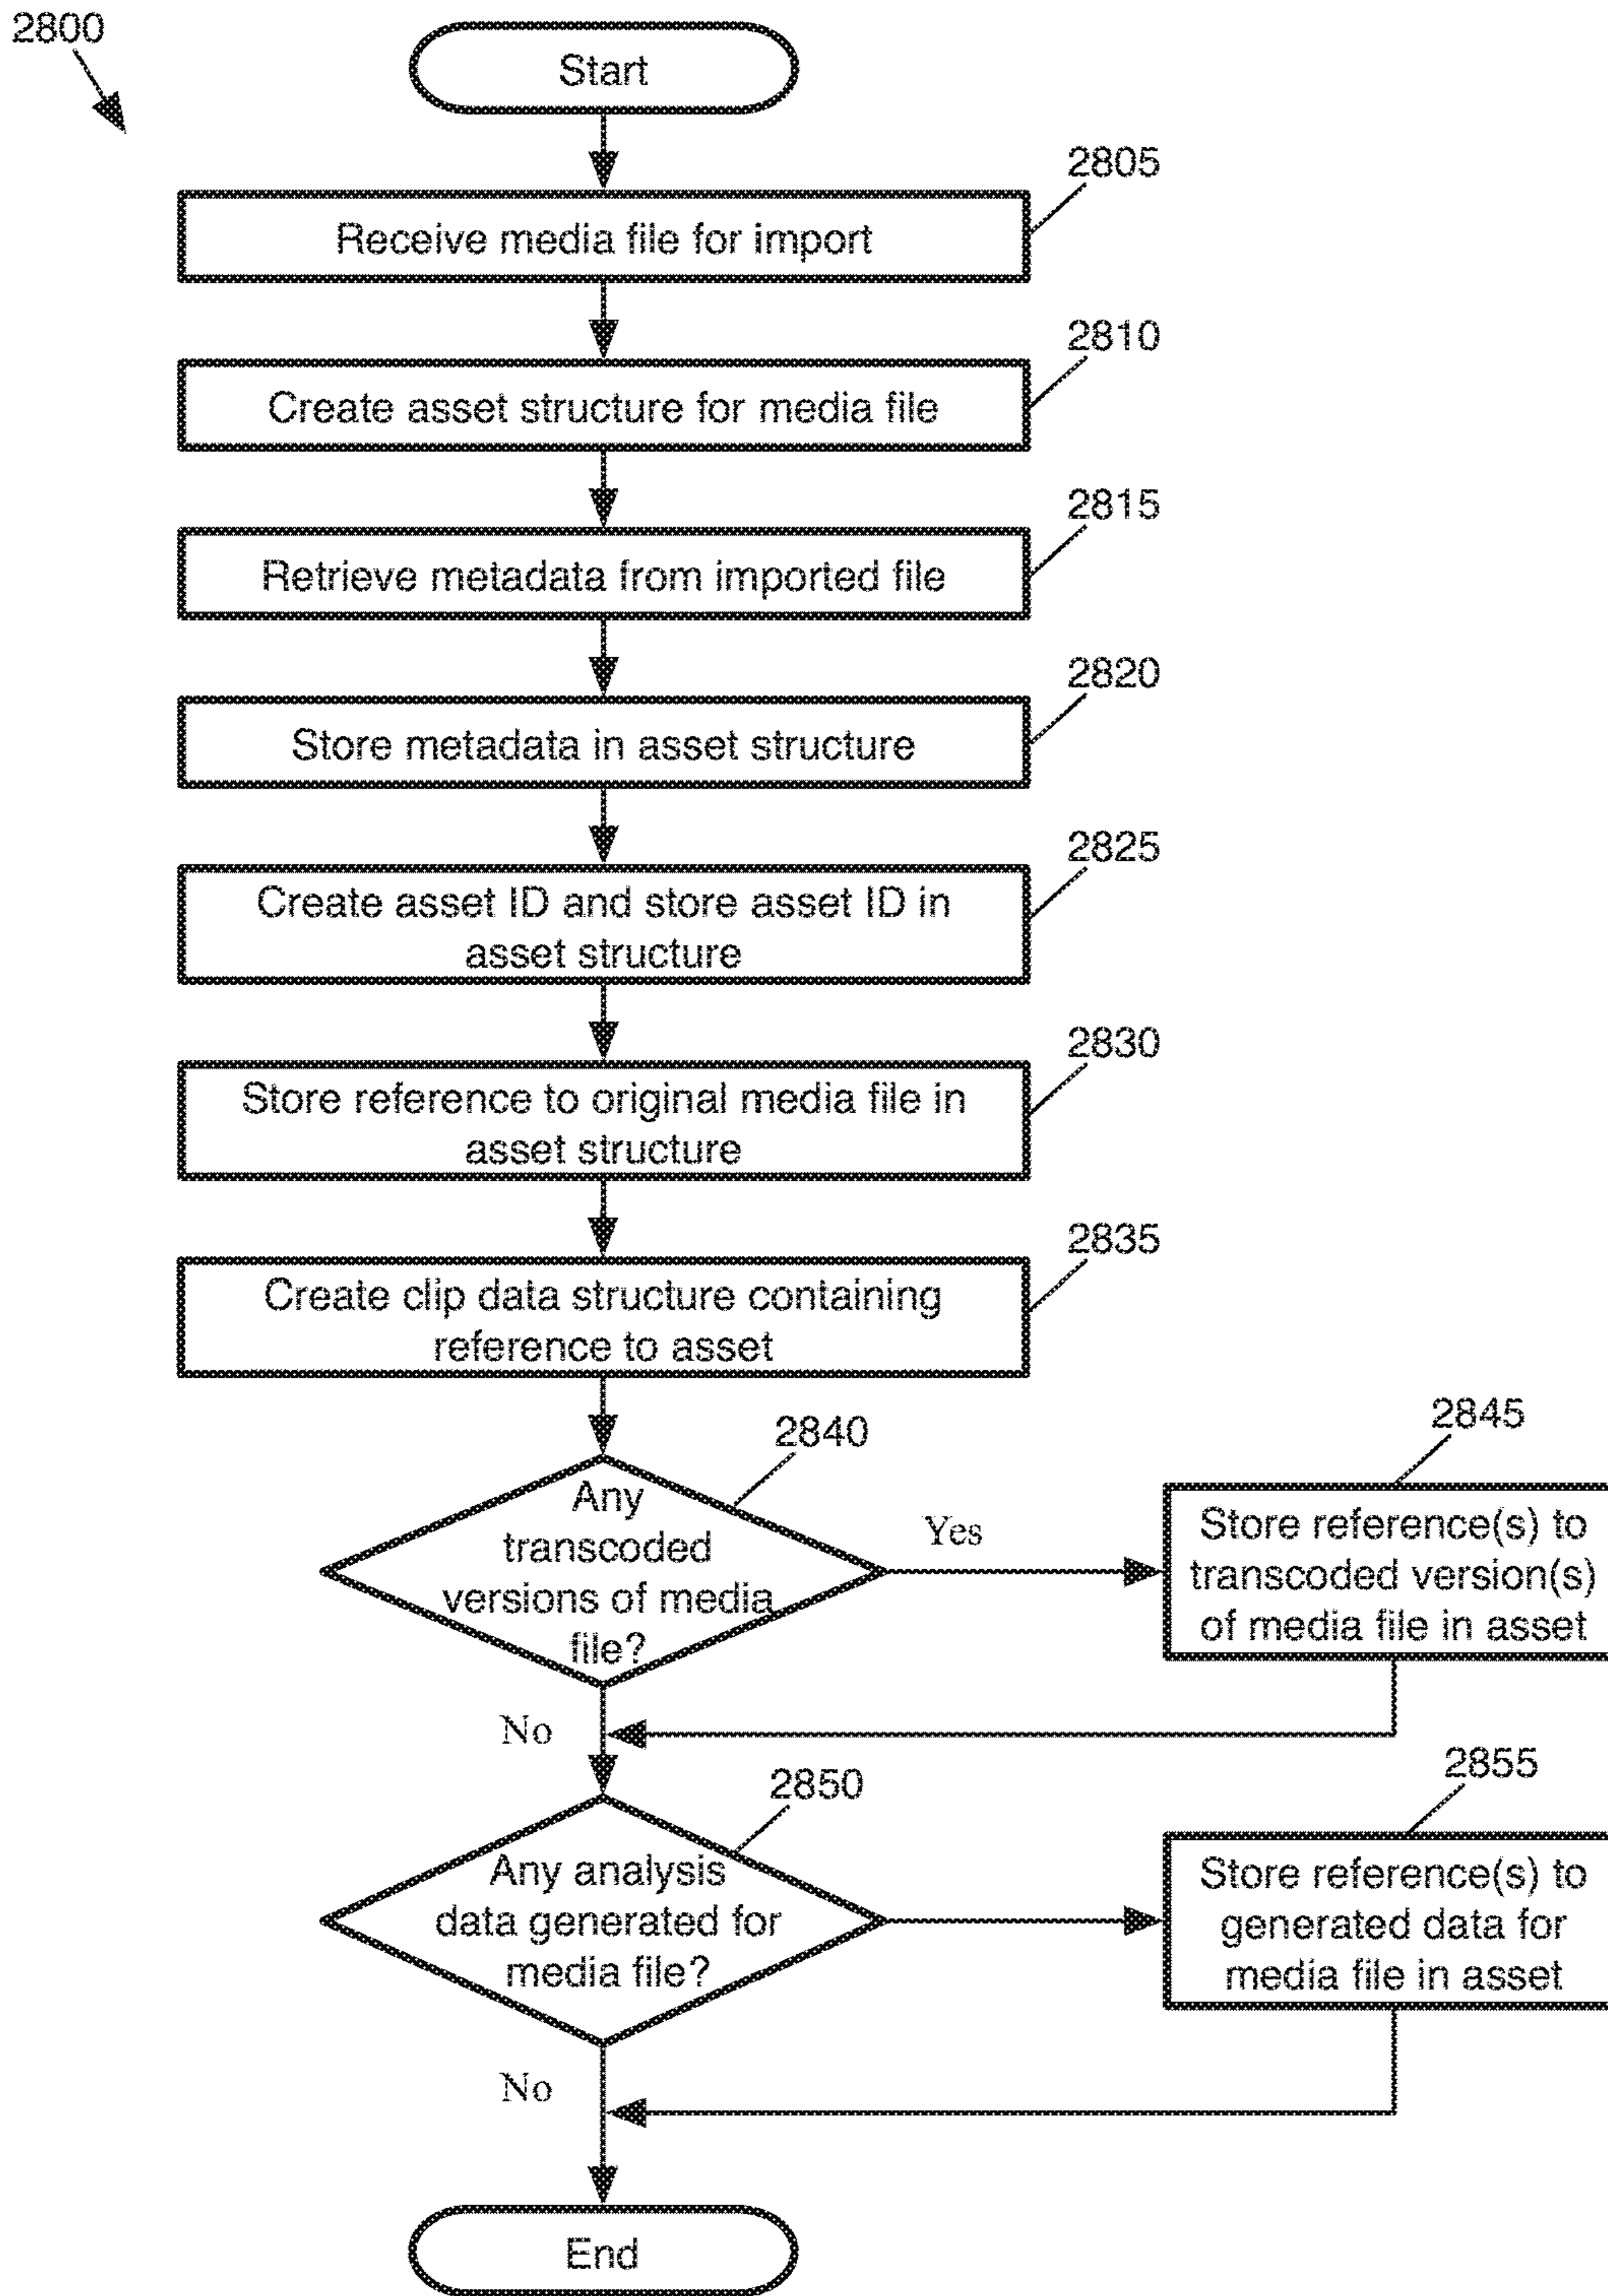 2800
Start
2805
Receive media file for import
2810
Create asset structure for media file
2815
Retrieve metadata from imported file
2820
Store metadata in asset structure
2825
Create asset ID and store asset ID in
asset structure
2830
Store reference to original media file in
asset structure
2835
Create clip data structure containing
reference to asset
2840
Any
transcoded
versions of media
file?
Yes
2845
Store reference(s) to
transcoded version(s)
of media file in asset
No
2850
Any analysis
data generated for
media file?
2855
Store reference(s) to
generated data for
media file in asset
No
End